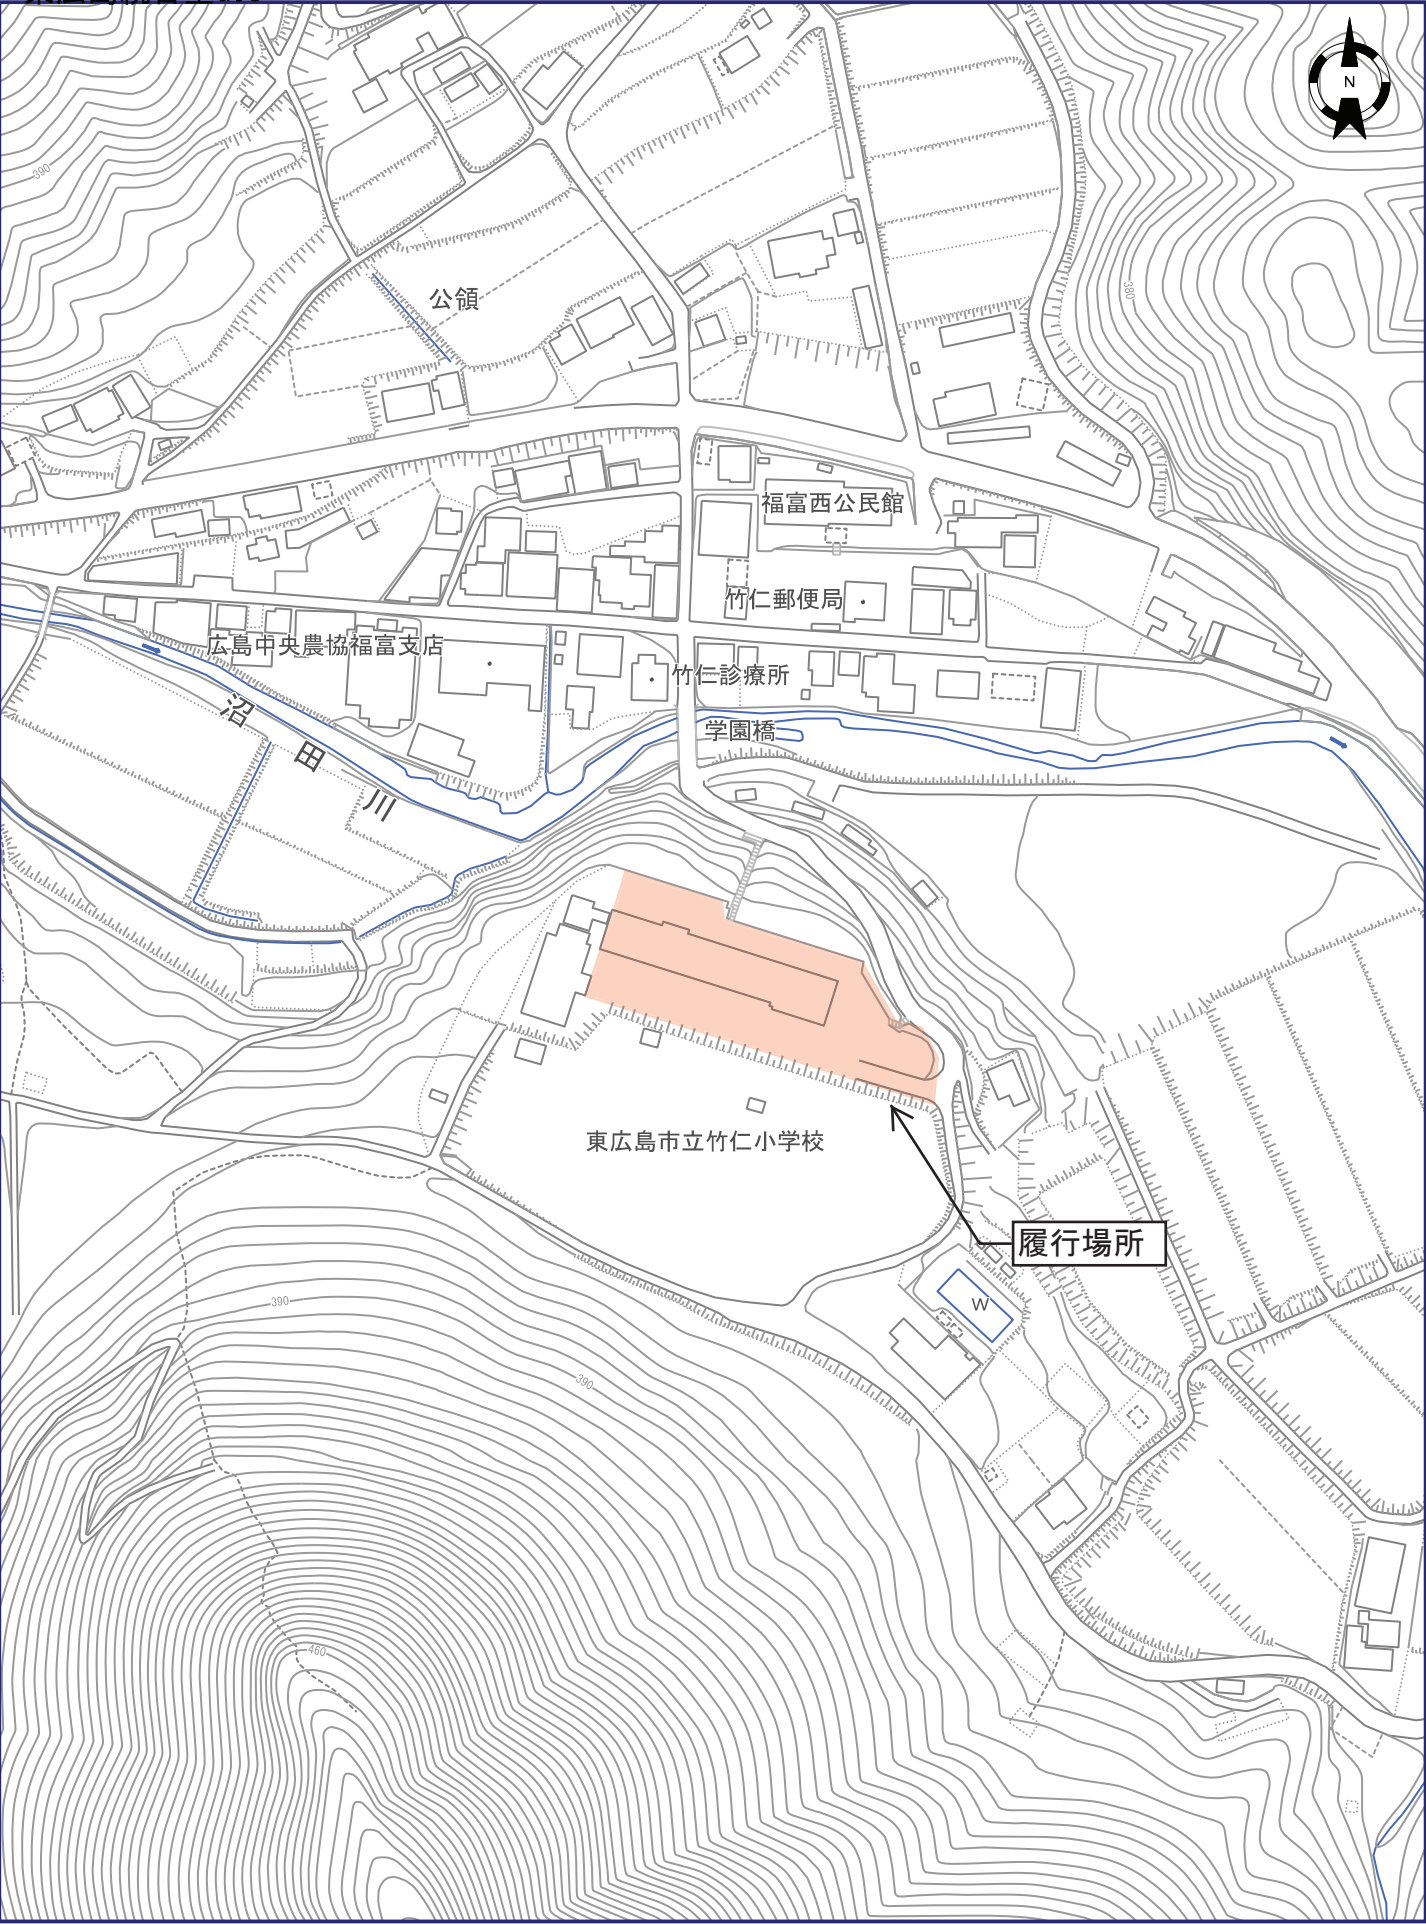 N
390
公領
380
福富西公民館
竹仁郵便局
広島中央農協福富支店
竹仁診療所
沼田川
学園橋
東広島市立竹仁小学校
履行場所
W
390
390
460